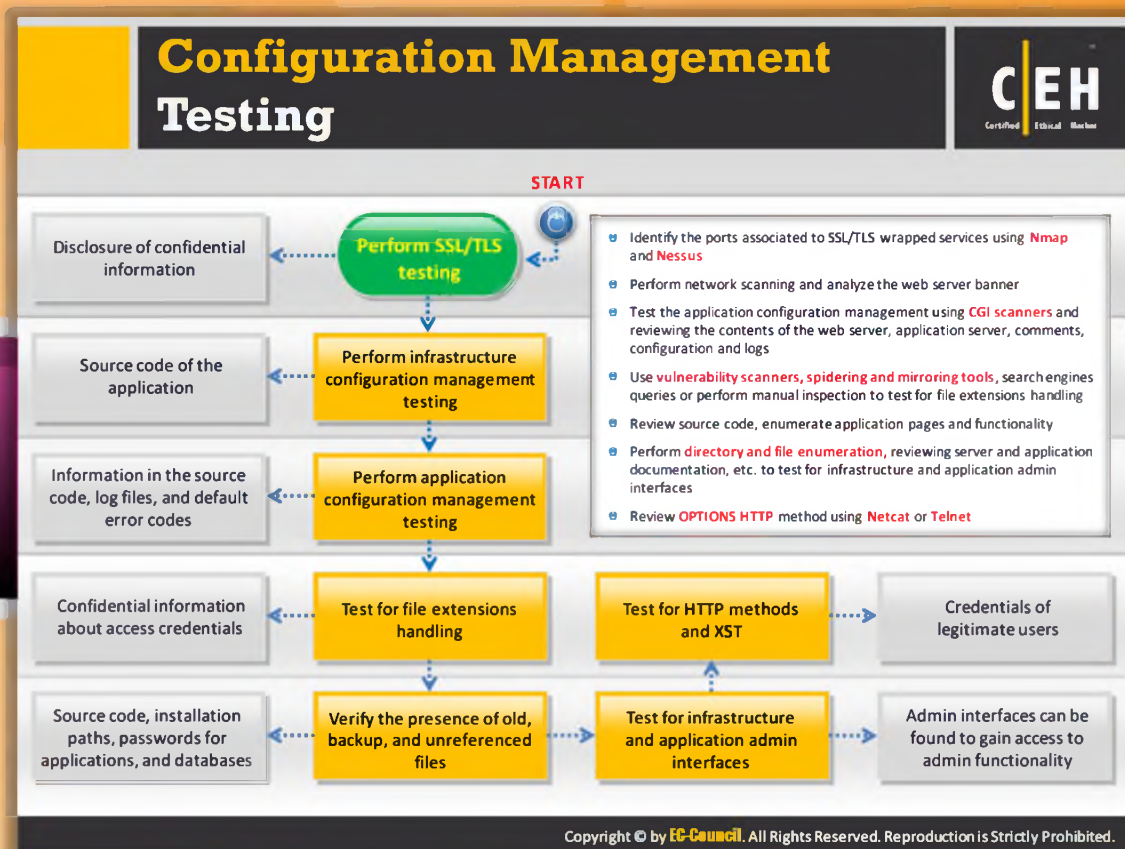 Configuration Management
Testing
C|EH
Certified Ethical Hacker
START
Disclosure of confidential
information
Perform SSL/TLS
testing
Source code of the
application
Perform infrastructure
configuration management
testing
Information in the source
code, log files, and default
error codes
Perform application
configuration management
testing
Identify the ports associated to SSL/TLS wrapped services using Nmap
and Nessus
Perform network scanning and analyze the web server banner
Test the application configuration management using CGI scanners and
reviewing the contents of the web server, application server, comments,
configuration and logs
Use vulnerability scanners, spidering and mirroring tools, search engines
queries or perform manual inspection to test for file extensions handling
Review source code, enumerate application pages and functionality
Perform directory and file enumeration, reviewing server and application
documentation, etc. to test for infrastructure and application admin
interfaces
Review OPTIONS HTTP method using Netcat or Telnet
Confidential information
about access credentials
Test for file extensions
handling
Test for HTTP methods
and XST
Credentials of
legitimate users
Source code, installation
paths, passwords for
applications, and databases
Verify the presence of old,
backup, and unreferenced
files
Test for infrastructure
and application admin
interfaces
Admin interfaces can be
found to gain access to
admin functionality
Copyright © by EC-Council. All Rights Reserved. Reproduction is Strictly Prohibited.